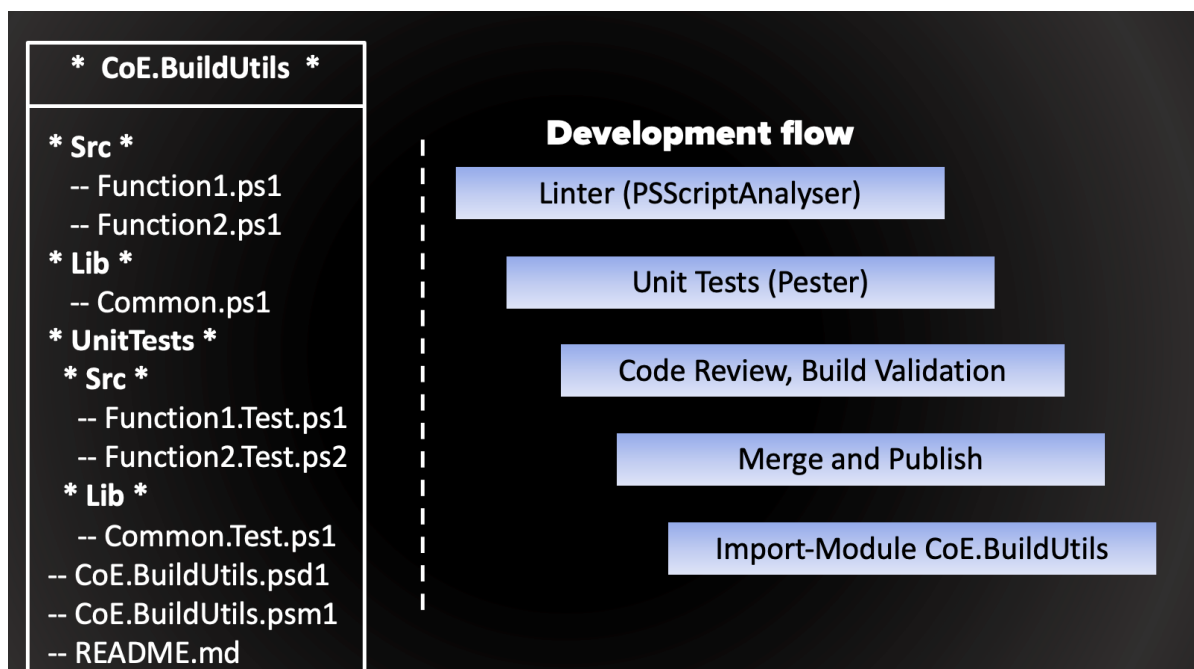 * CoE.BuildUtils *
* Src *
-- Function1.ps1
-- Function2.ps1
* Lib *
-- Common.ps1
* UnitTests *
* Src *
-- Function1.Test.ps1
-- Function2.Test.ps2
* Lib *
-- Common.Test.ps1
-- CoE.BuildUtils.psd1
-- CoE.BuildUtils.psm1
-- README.md
Development flow
Linter (PSScriptAnalyser)
Unit Tests (Pester)
Code Review, Build Validation
Merge and Publish
Import-Module CoE.BuildUtils